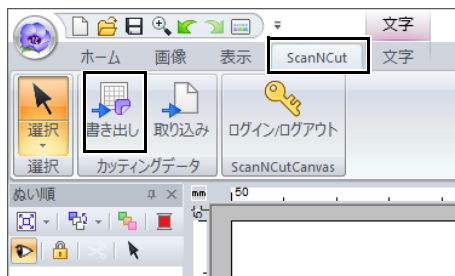 文字
ホーム 画像 表示 ScanNCut 文字
選択 書き出し 取り込み ログイン/ログアウト
選択 カッティングデータ ScanNCutCanvas
ぬい順
mm 50